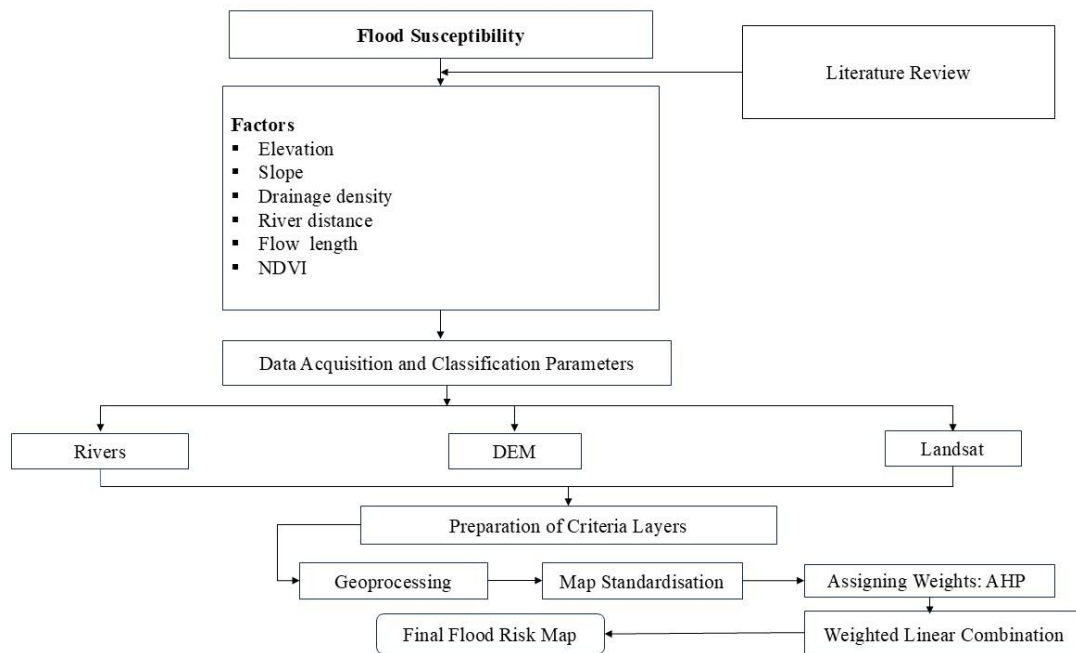 Flood Susceptibility
Literature Review
Factors
▪ Elevation
▪ Slope
▪ Drainage density
▪ River distance
▪ Flow length
▪ NDVI
Data Acquisition and Classification Parameters
Rivers
DEM
Landsat
Preparation of Criteria Layers
Geoprocessing
Map Standardisation
Assigning Weights: AHP
Final Flood Risk Map
Weighted Linear Combination